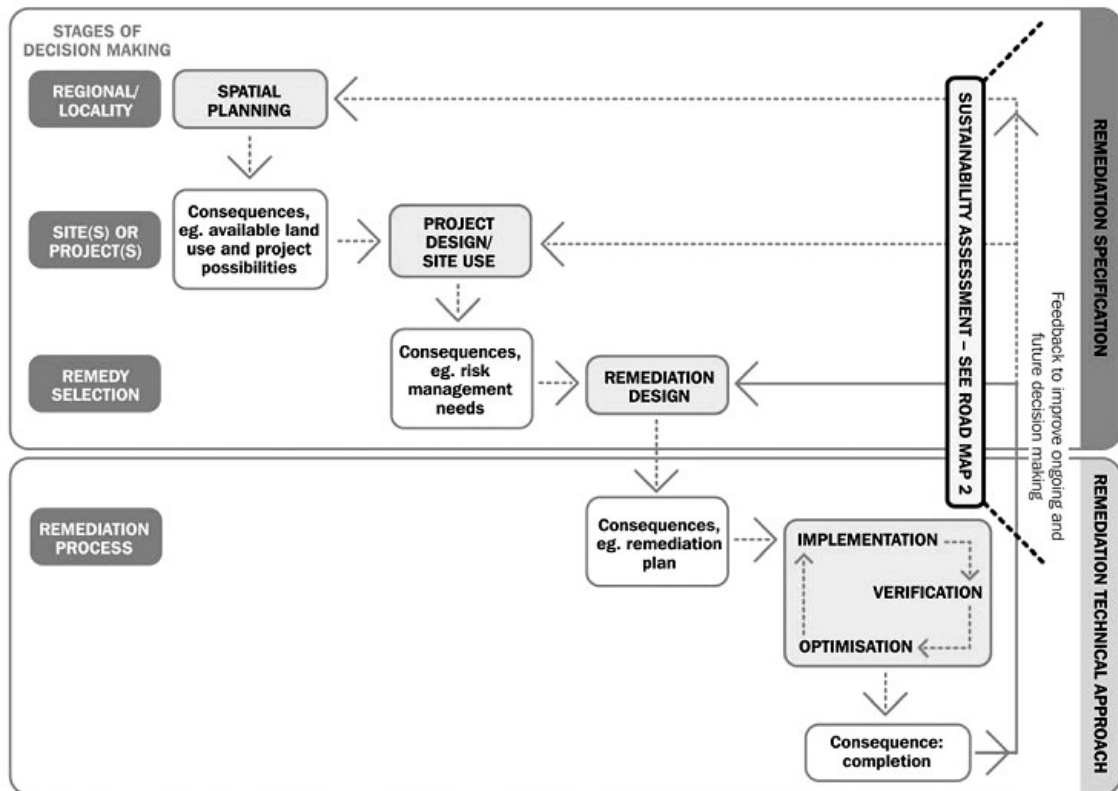 STAGES OF
DECISION MAKING
REGIONAL/
LOCALITY
SPATIAL
PLANNING
SITE(S) OR
PROJECT(S)
Consequences,
eg. available land
use and project
possibilities
PROJECT
DESIGN/
SITE USE
REMEDY
SELECTION
Consequences,
eg. risk
management
needs
REMEDIATION
DESIGN
SUSTAINABILITY ASSESSMENT – SEE ROAD MAP 2
Feedback to improve ongoing and
future decision making
REMEDIATION SPECIFICATION
REMEDIATION
PROCESS
Consequences,
eg. remediation
plan
IMPLEMENTATION
VERIFICATION
OPTIMISATION
Consequence:
completion
REMEDIATION TECHNICAL APPROACH